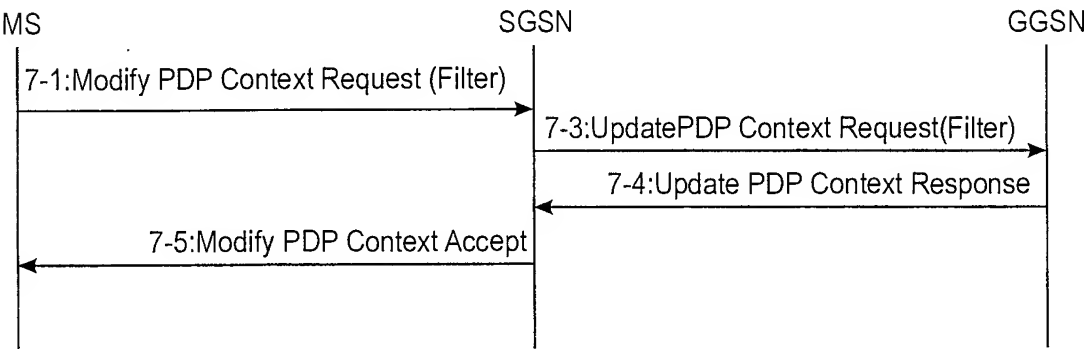 MS SGSN GGSN
7-1:Modify PDP Context Request (Filter)
7-3:UpdatePDP Context Request(Filter)
7-4:Update PDP Context Response
7-5:Modify PDP Context Accept